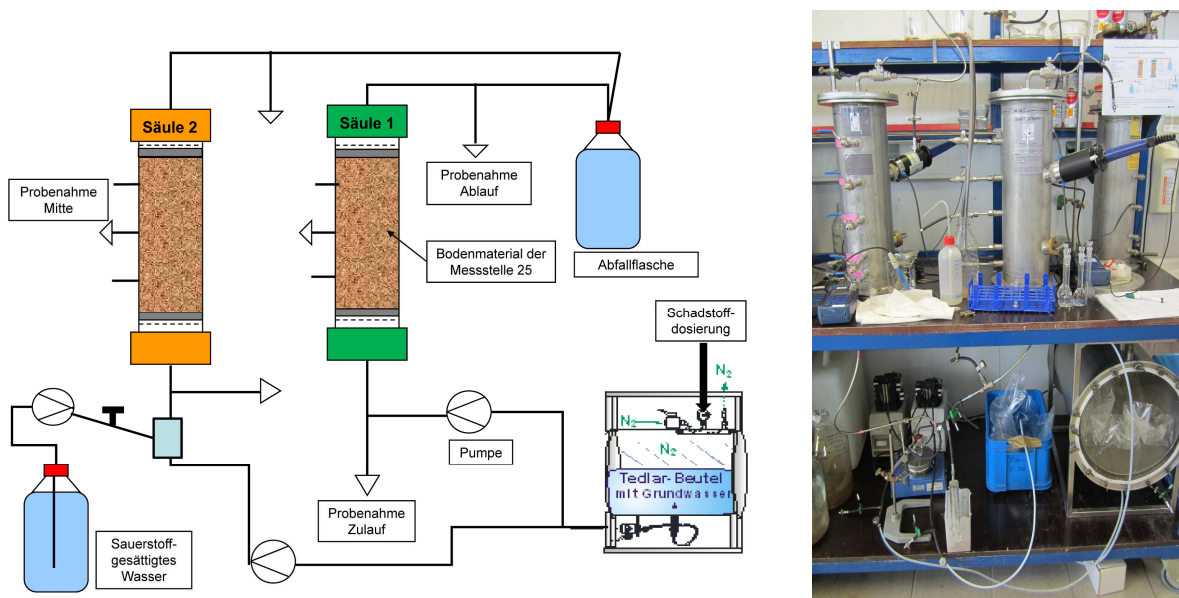 Säule 2
Säule 1
Probenahme
Mitte
Probenahme
Ablauf
Bodenmaterial der
Messstelle 25
Abfallflasche
Schadstoff-
dosierung
N₂
N₂
N₂
Tedlar-Beutel
mit Grundwasser
Pumpe
Probenahme
Zulauf
Sauerstoff-
gesättigtes
Wasser